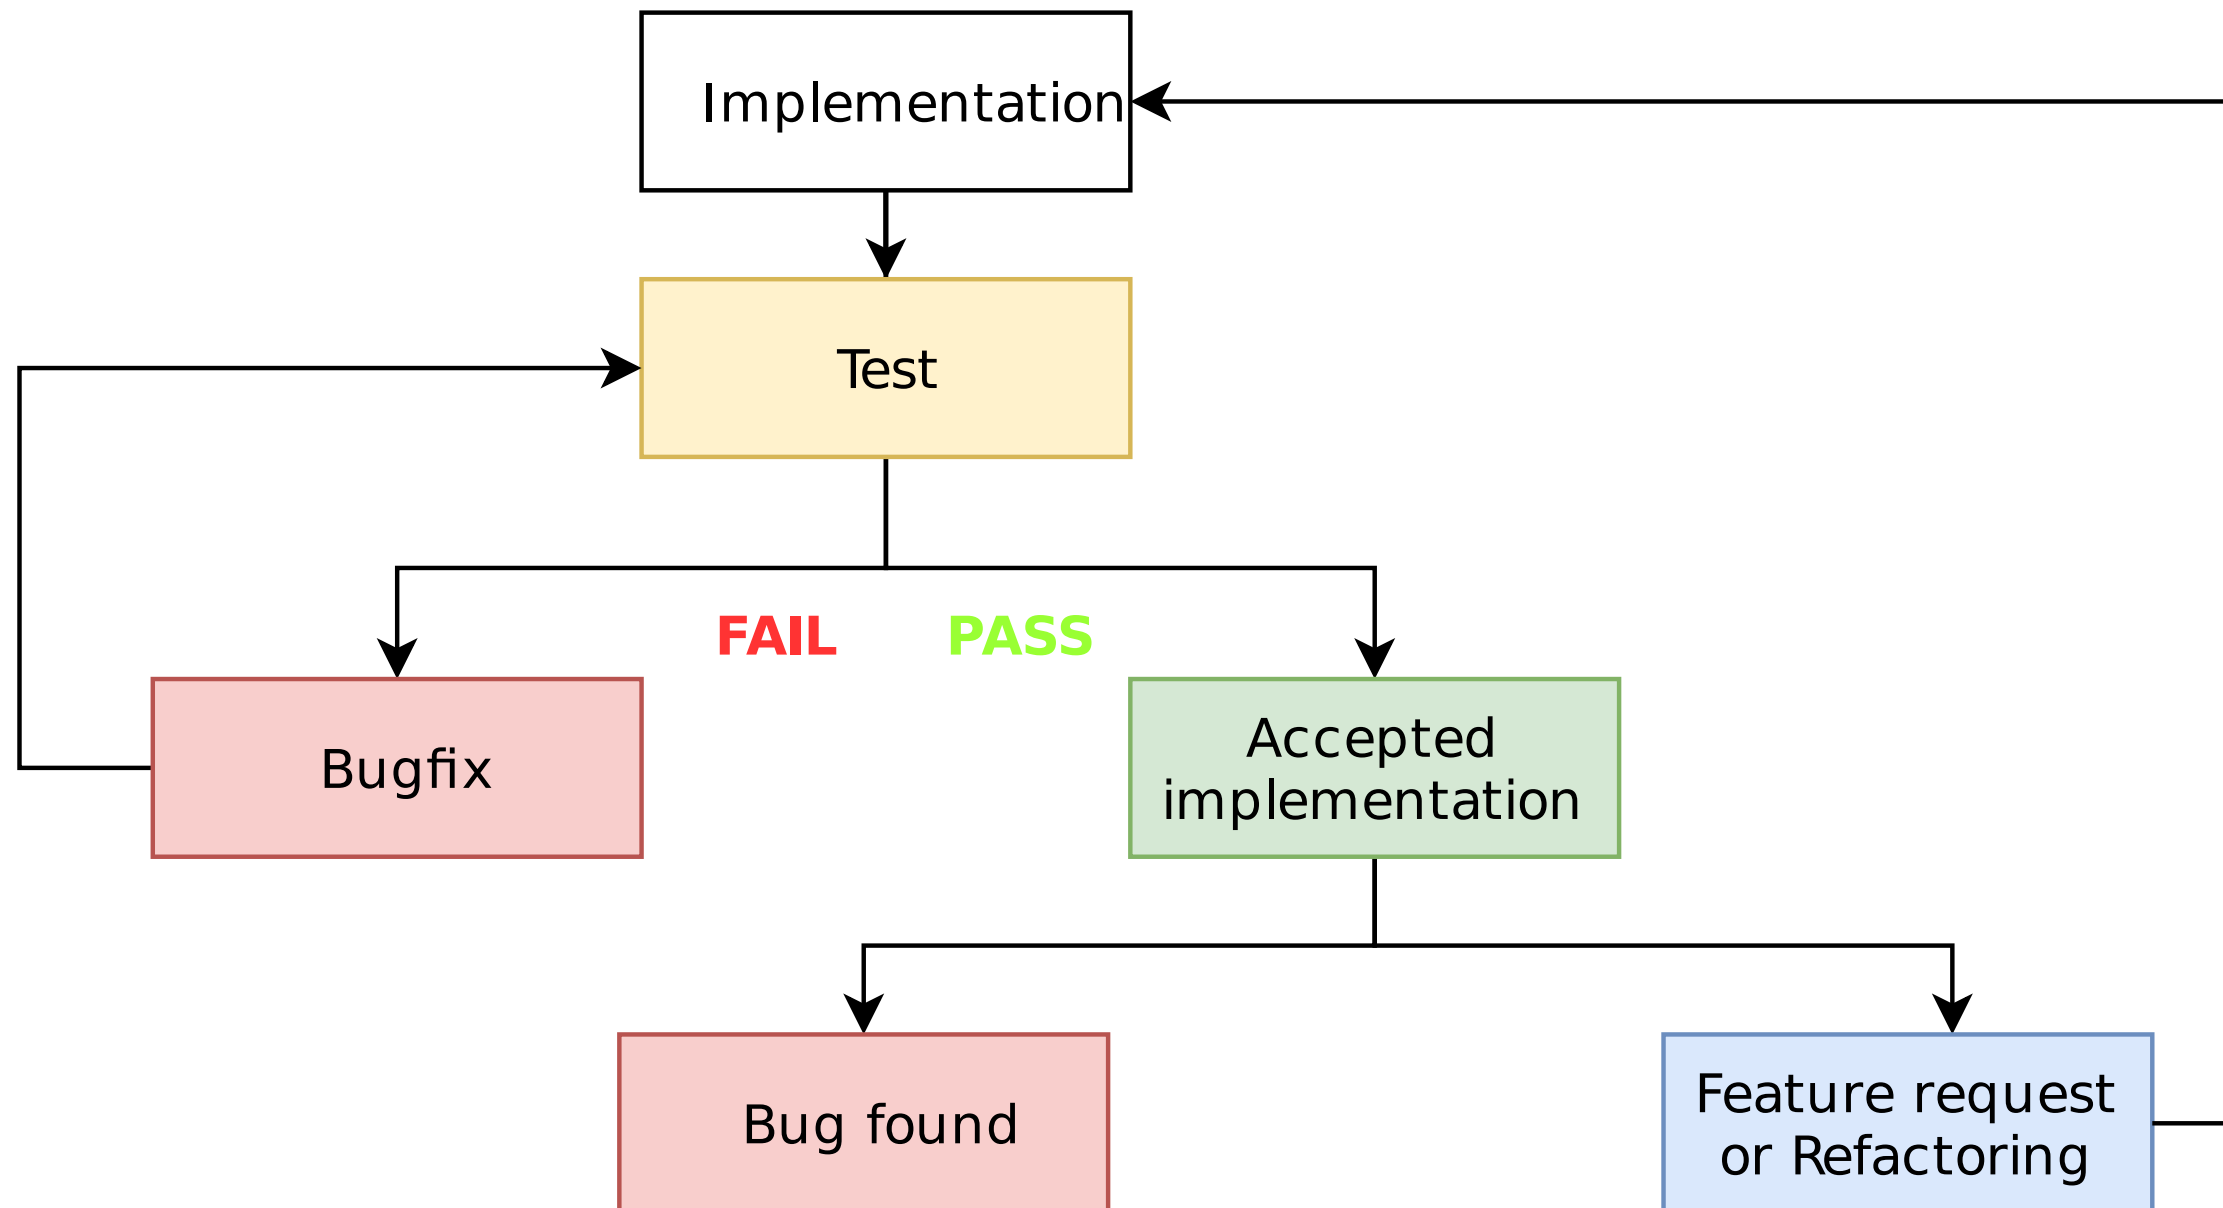 Implementation
Test
FAIL PASS
Bugfix
Accepted
implementation
Bug found
Feature request
or Refactoring